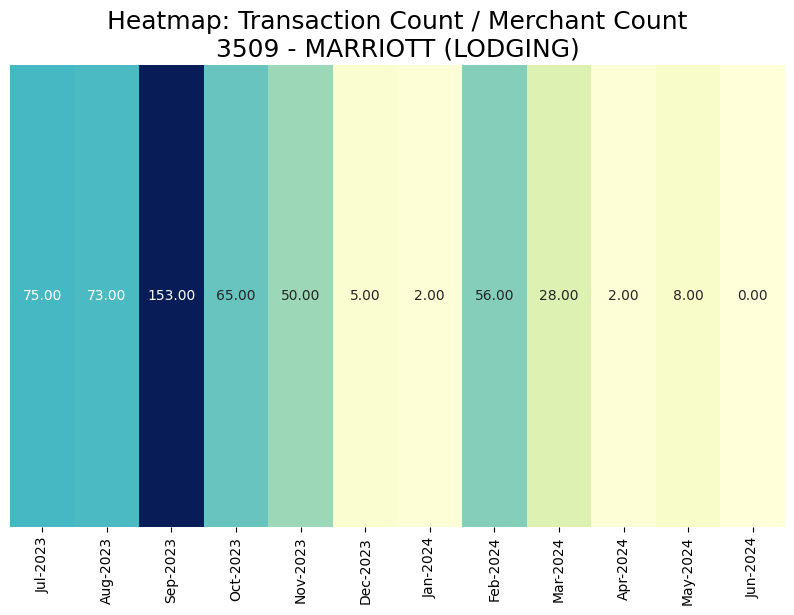 Heatmap: Transaction Count / Merchant Count
3509 - MARRIOTT (LODGING)
75.00 73.00 153.00 65.00 50.00 5.00 2.00 56.00 28.00 2.00 8.00 0.00
Jul-2023 Aug-2023 Sep-2023 Oct-2023 Nov-2023 Dec-2023 Jan-2024 Feb-2024 Mar-2024 Apr-2024 May-2024 Jun-2024